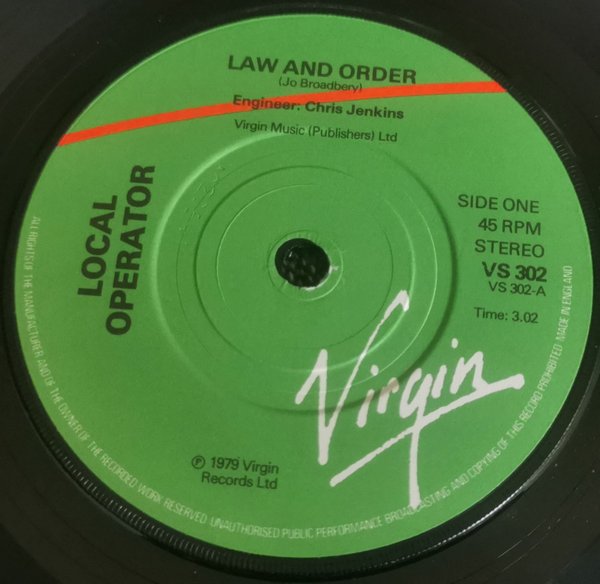 LAW AND ORDER
(Jo Broadbery)
Engineer: Chris Jenkins
Virgin Music (Publishers) Ltd
LOCAL
OPERATOR
SIDE ONE
45 RPM
STEREO
VS 302
VS 302-A
Time: 3.02
Virgin
℗ 1979 Virgin
Records Ltd
ALL RIGHTS OF THE MANUFACTURER AND OF THE OWNER OF THE RECORDED WORK RESERVED UNAUTHORISED PUBLIC PERFORMANCE BROADCASTING AND COPYING OF THIS RECORD PROHIBITED MADE IN ENGLAND